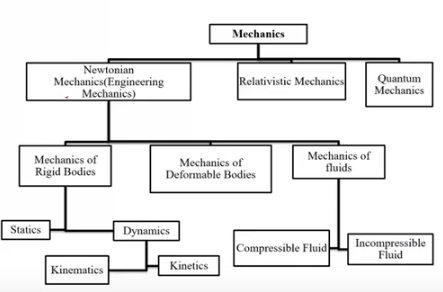 Mechanics
Newtonian
Mechanics(Engineering
Mechanics)
Relativistic Mechanics
Quantum
Mechanics
Mechanics of
Rigid Bodies
Mechanics of
Deformable Bodies
Mechanics of
fluids
Statics
Dynamics
Compressible Fluid
Incompressible
Fluid
Kinematics
Kinetics